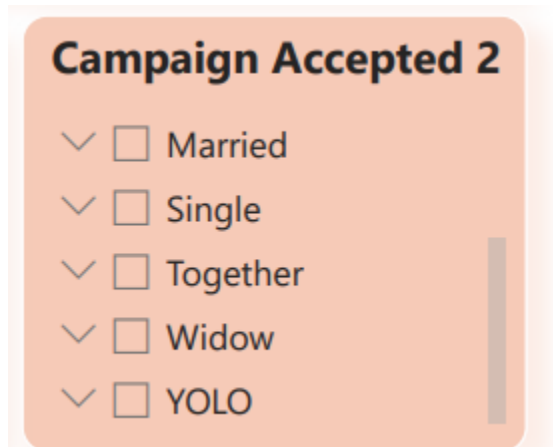 Campaign Accepted 2
Married
Single
Together
Widow
YOLO